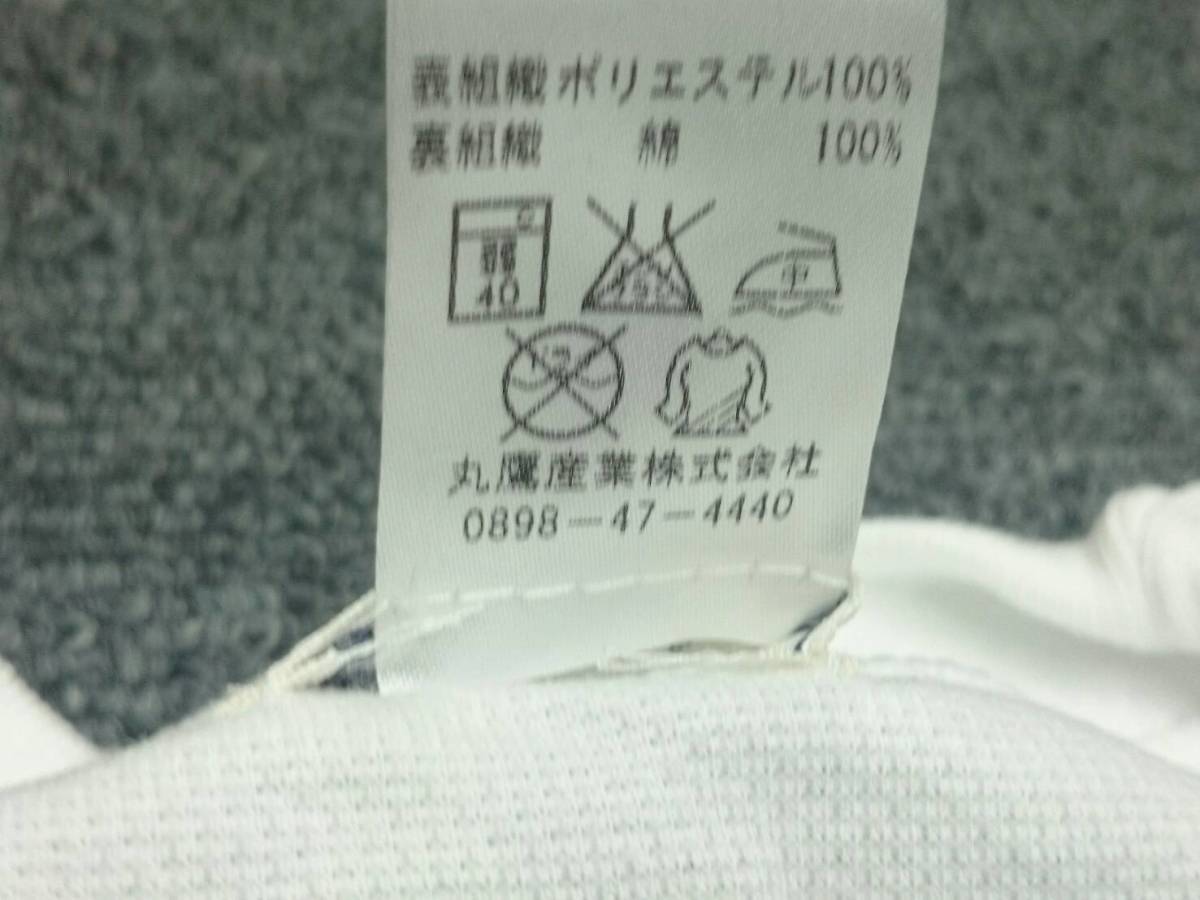 表組織 ポリエステル100%
裏組織 綿 100%
40
中
丸鷹産業株式会社
0898-47-4440